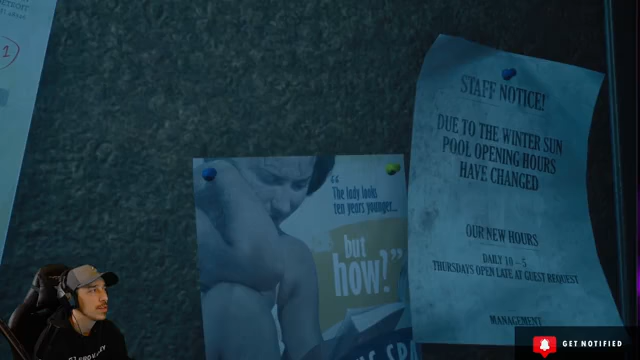 1
STAFF NOTICE!
DUE TO THE WINTER SUN
POOL OPENING HOURS
HAVE CHANGED
OUR NEW HOURS
DAILY 10 – 5
THURSDAYS OPEN LATE AT GUEST REQUEST
MANAGEMENT
"The lady looks
ten years younger...
but
how?"
GET NOTIFIED